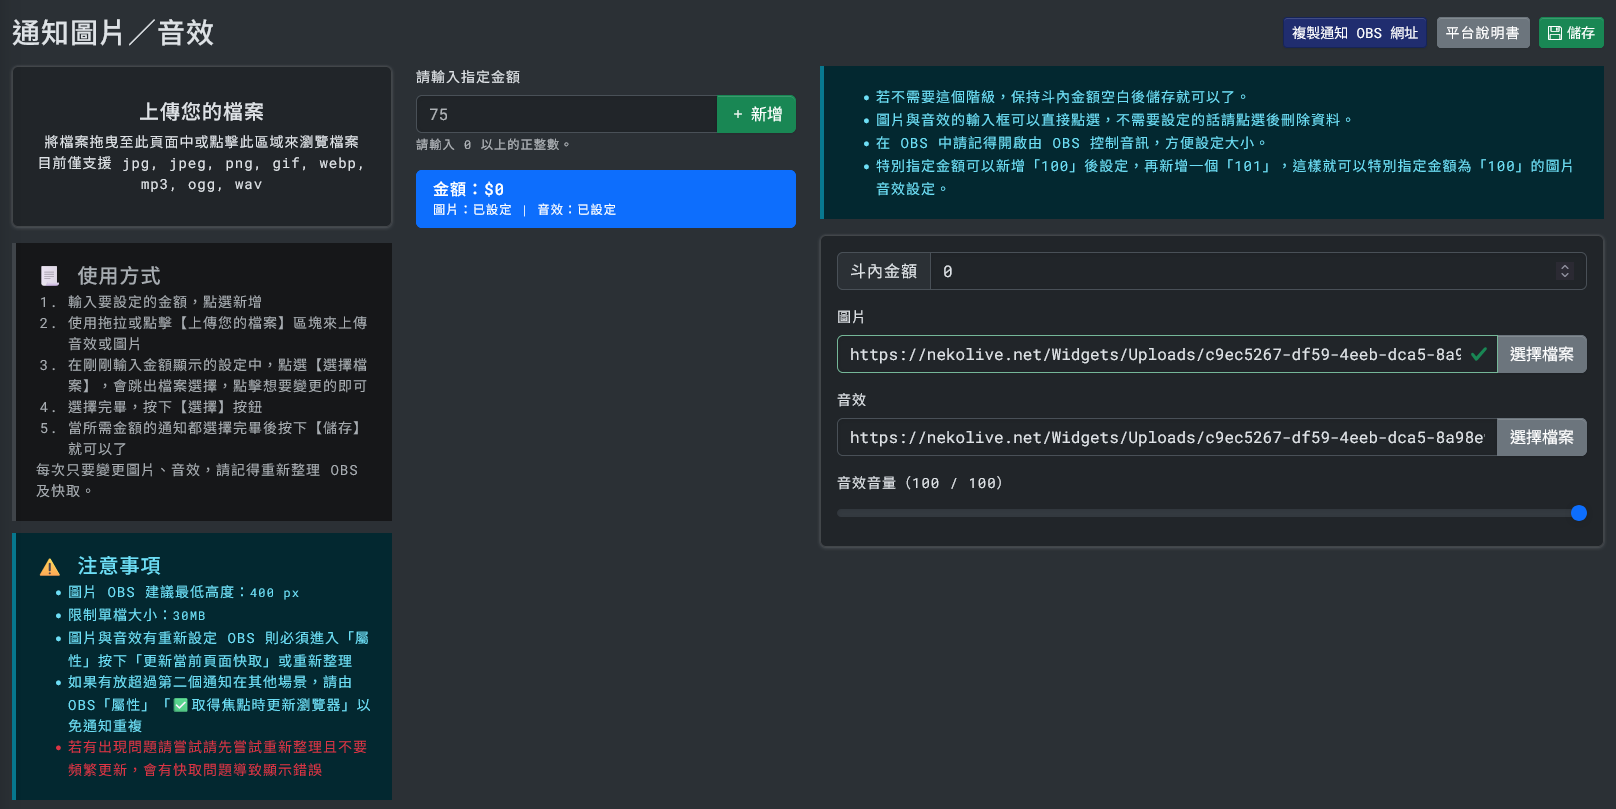 通知圖片／音效
複製通知 OBS 網址
平台說明書
儲存
上傳您的檔案
將檔案拖曳至此頁面中或點擊此區域來瀏覽檔案
目前僅支援 jpg, jpeg, png, gif, webp,
mp3, ogg, wav
使用方式
1. 輸入要設定的金額，點選新增
2. 使用拖拉或點擊【上傳您的檔案】區塊來上傳
音效或圖片
3. 在剛剛輸入金額顯示的設定中，點選【選擇檔
案】，會跳出檔案選擇，點擊想要變更的即可
4. 選擇完畢，按下【選擇】按鈕
5. 當所需金額的通知都選擇完畢後按下【儲存】
就可以了
每次只要變更圖片、音效，請記得重新整理 OBS
及快取。
注意事項
• 圖片 OBS 建議最低高度：400 px
• 限制單檔大小：30MB
• 圖片與音效有重新設定 OBS 則必須進入「屬
性」按下「更新當前頁面快取」或重新整理
• 如果有放超過第二個通知在其他場景，請由
OBS「屬性」「✅取得焦點時更新瀏覽器」以
免通知重複
• 若有出現問題請嘗試請先嘗試重新整理且不要
頻繁更新，會有快取問題導致顯示錯誤
請輸入指定金額
75
+ 新增
請輸入 0 以上的正整數。
金額：$0
圖片：已設定 | 音效：已設定
• 若不需要這個階級，保持斗內金額空白後儲存就可以了。
• 圖片與音效的輸入框可以直接點選，不需要設定的話請點選後刪除資料。
• 在 OBS 中請記得開啟由 OBS 控制音訊，方便設定大小。
• 特別指定金額可以新增「100」後設定，再新增一個「101」，這樣就可以特別指定金額為「100」的圖片
音效設定。
斗內金額
0
圖片
https://nekolive.net/Widgets/Uploads/c9ec5267-df59-4eeb-dca5-8a9
選擇檔案
音效
https://nekolive.net/Widgets/Uploads/c9ec5267-df59-4eeb-dca5-8a98e
選擇檔案
音效音量（100 / 100）